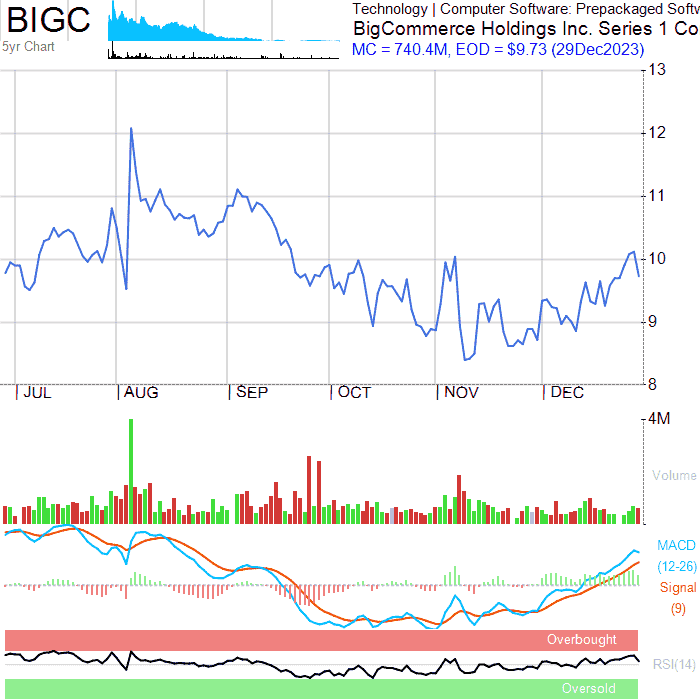 BIGC
5yr Chart
Technology | Computer Software: Prepackaged Softw
BigCommerce Holdings Inc. Series 1 Co
MC = 740.4M, EOD = $9.73 (29Dec2023)
13
12
11
10
9
8
JUL AUG SEP OCT NOV DEC
4M
Volume
MACD
(12-26)
Signal
(9)
Overbought
RSI(14)
Oversold